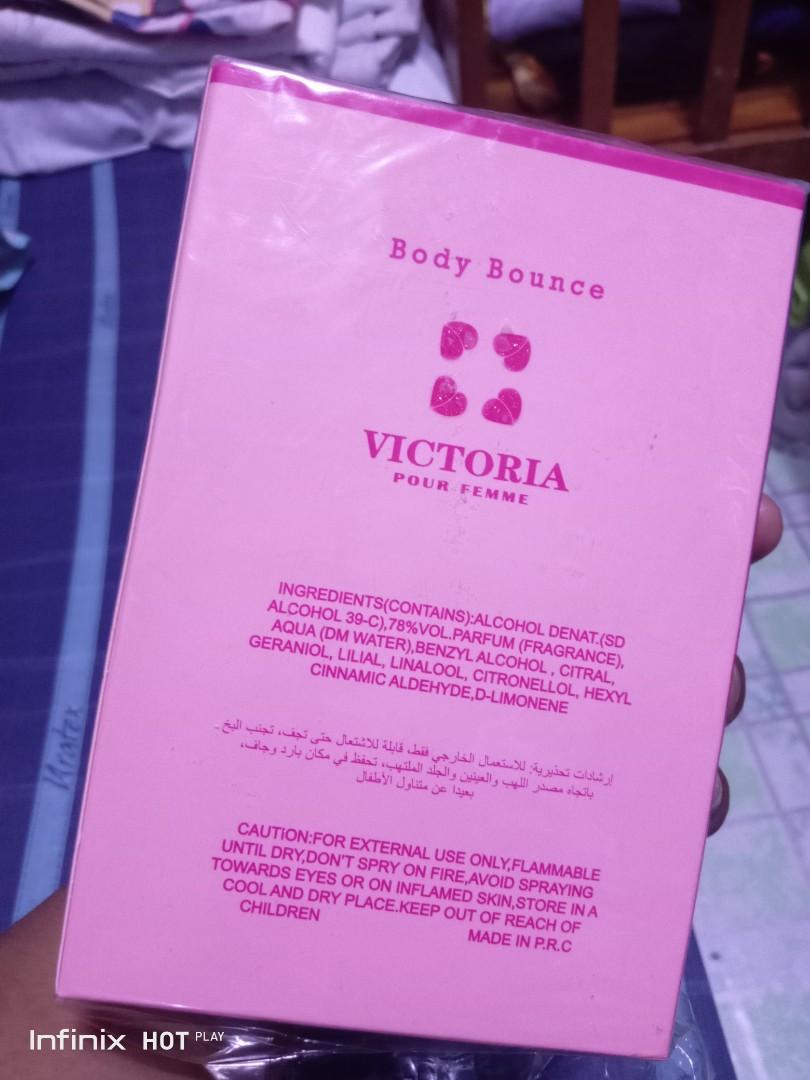 Body Bounce
VICTORIA
POUR FEMME
INGREDIENTS(CONTAINS):ALCOHOL DENAT.(SD
ALCOHOL 39-C),78%VOL.PARFUM (FRAGRANCE),
AQUA (DM WATER),BENZYL ALCOHOL , CITRAL,
GERANIOL, LILIAL, LINALOOL, CITRONELLOL, HEXYL
CINNAMIC ALDEHYDE,D-LIMONENE
إرشادات تحذيرية: للاستعمال الخارجي فقط، قابلة للاشتعال حتى تجف، تجنب البخ
باتجاه مصدر اللهب والعينين والجلد الملتهب، تحفظ في مكان بارد وجاف،
بعيدا عن متناول الأطفال
CAUTION:FOR EXTERNAL USE ONLY,FLAMMABLE
UNTIL DRY,DON'T SPRY ON FIRE,AVOID SPRAYING
TOWARDS EYES OR ON INFLAMED SKIN,STORE IN A
COOL AND DRY PLACE.KEEP OUT OF REACH OF
CHILDREN
MADE IN P.R.C
Uratex
Infinix HOT PLAY